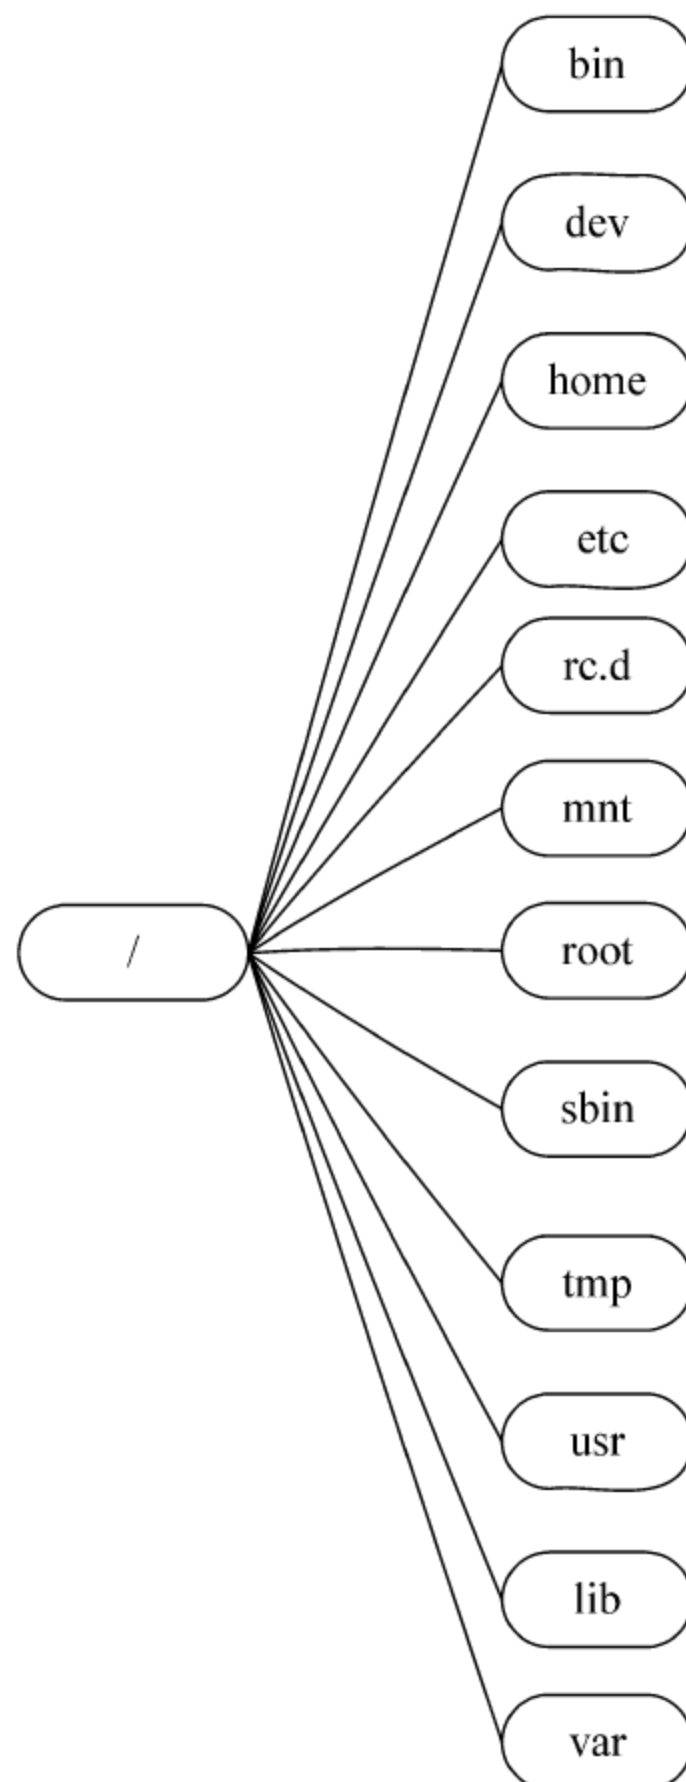 bin
dev
home
etc
rc.d
mnt
/
root
sbin
tmp
usr
lib
var